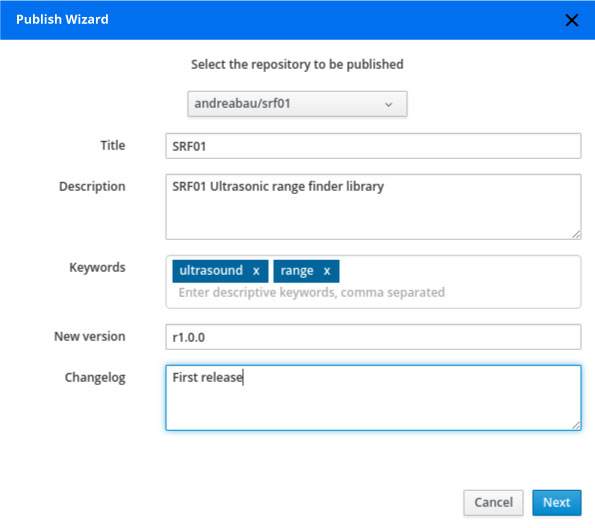 Publish Wizard
Select the repository to be published
andreabau/srf01
Title
SRF01
Description
SRF01 Ultrasonic range finder library
Keywords
ultrasound x range x
Enter descriptive keywords, comma separated
New version
r1.0.0
Changelog
First release
Cancel Next